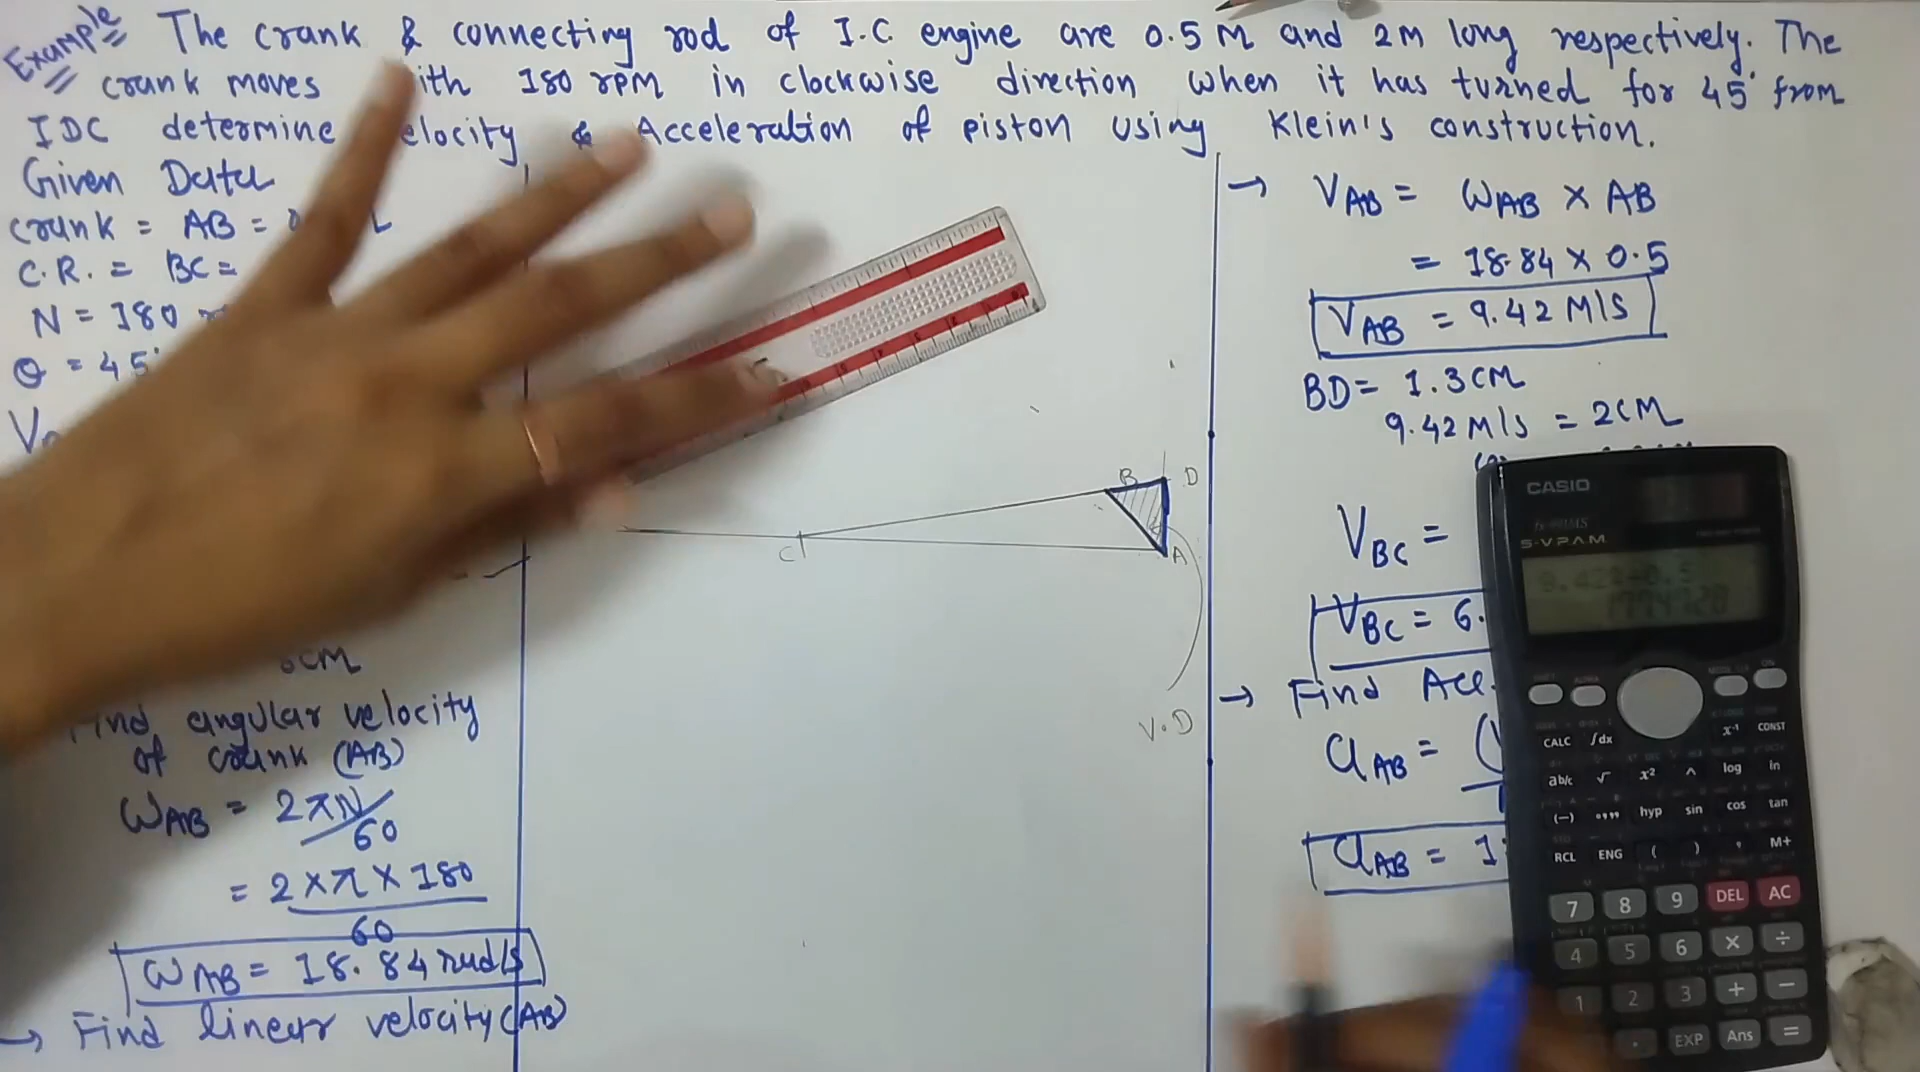 Example The crank & connecting rod of I.C. engine are 0.5 M and 2M long respectively. The
crank moves ith 180 rpm in clockwise direction when it has turned for 45° from
IDC determine elocity & Acceleration of piston using Klein's construction.
Given Data
crank = AB =
C.R. = BC =
N = 180
θ = 45°
CM
ind angular velocity
of crank (AB)
ωAB = 2πN/60
= 2 × π × 180
60
ωAB = 18.84 rad/s
→ Find linear velocity (AB)
B
D
C
A
V.D
→ VAB = ωAB × AB
= 18.84 × 0.5
VAB = 9.42 M/S
BD = 1.3 CM
9.42 M/S = 2CM
VBC =
VBC = 6.
→ Find Acc.
aAB = (
aAB = 1
CASIO
fx-991MS
S-V.P.A.M.
CALC ∫dx x⁻¹ CONST
ab/c √ x² ^ log ln
(−) °’” hyp sin cos tan
RCL ENG ( ) , M+
7 8 9 DEL AC
4 5 6 × ÷
1 2 3 + −
. EXP Ans =